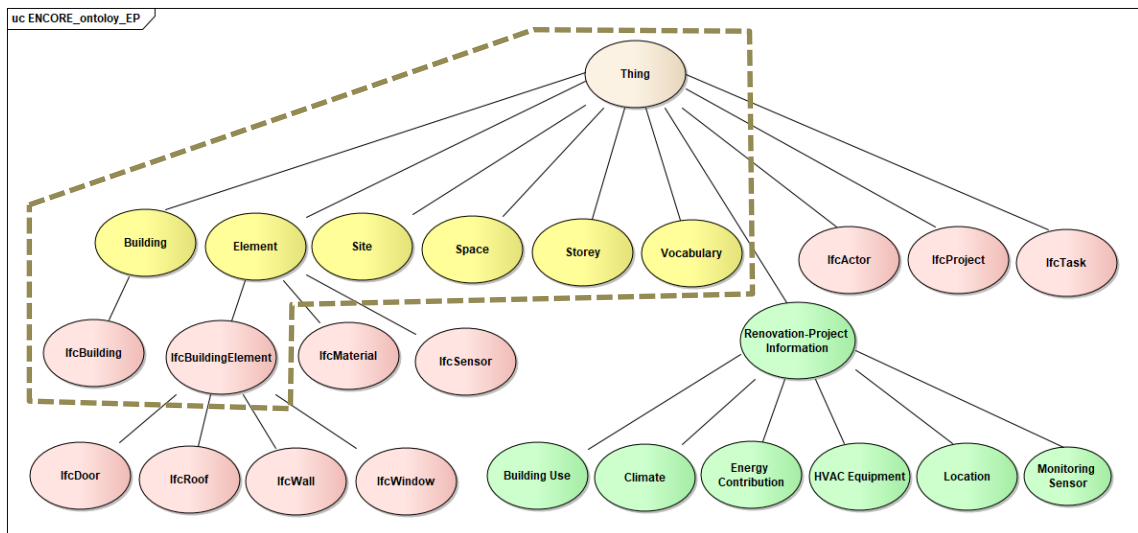 uc ENCORE_ontoloy_EP
Thing
Building
Element
Site
Space
Storey
Vocabulary
IfcActor
IfcProject
IfcTask
IfcBuilding
IfcBuildingElement
IfcMaterial
IfcSensor
Renovation-Project
Information
IfcDoor
IfcRoof
IfcWall
IfcWindow
Building Use
Climate
Energy
Contribution
HVAC Equipment
Location
Monitoring
Sensor